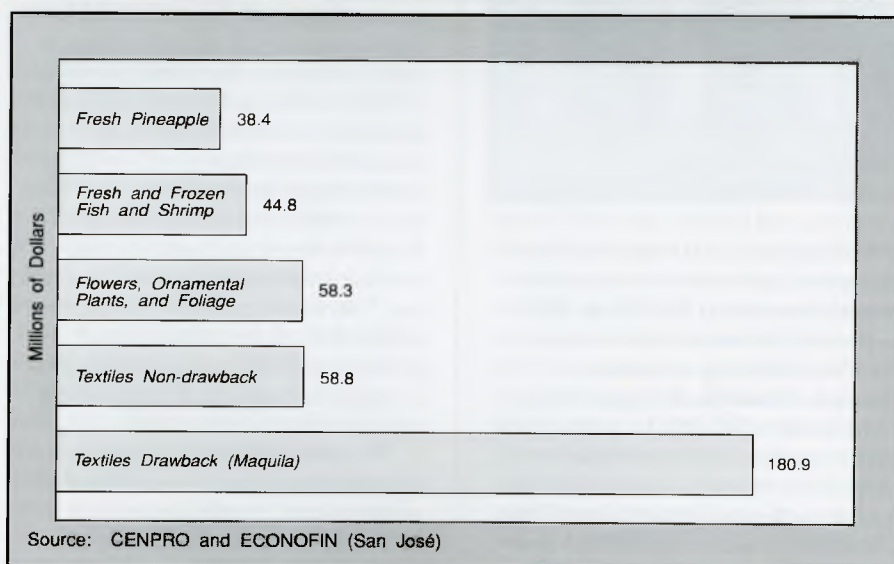 Millions of Dollars
Fresh Pineapple 38.4
Fresh and Frozen
Fish and Shrimp 44.8
Flowers, Ornamental
Plants, and Foliage 58.3
Textiles Non-drawback 58.8
Textiles Drawback (Maquila) 180.9
Source: CENPRO and ECONOFIN (San José)